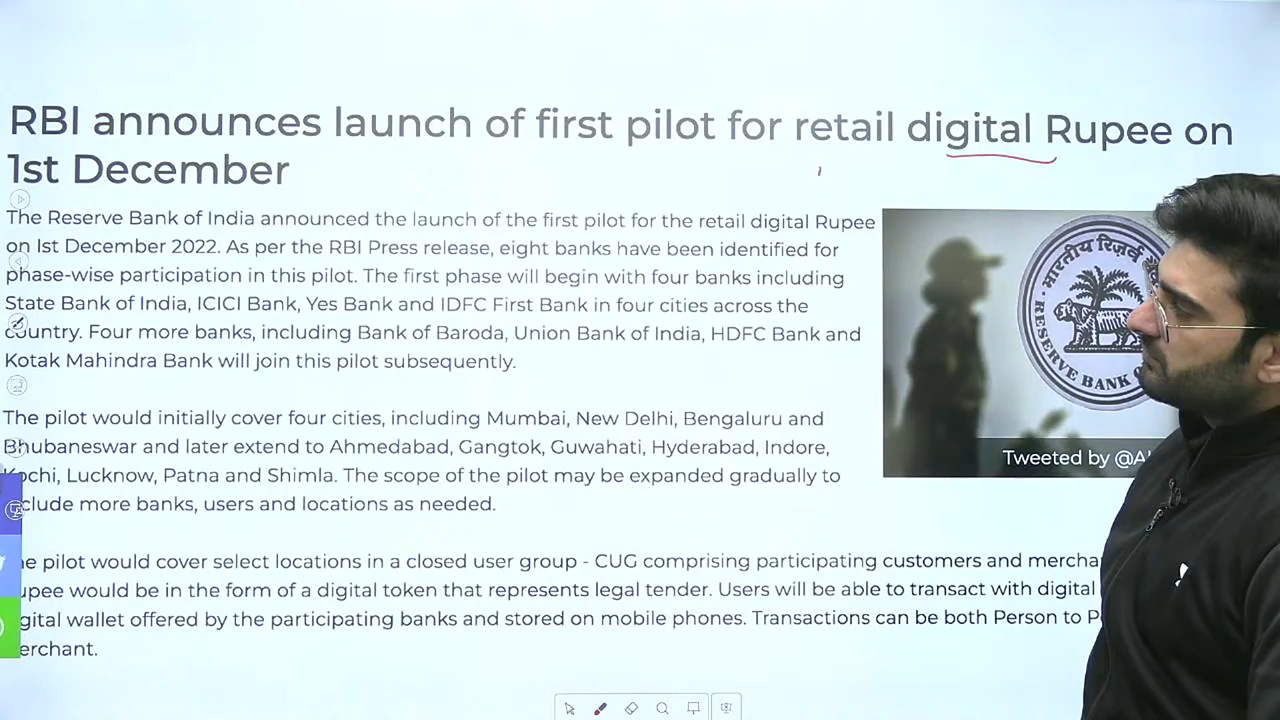 RBI announces launch of first pilot for retail digital Rupee on
1st December
The Reserve Bank of India announced the launch of the first pilot for the retail digital Rupee
on 1st December 2022. As per the RBI Press release, eight banks have been identified for
phase-wise participation in this pilot. The first phase will begin with four banks including
State Bank of India, ICICI Bank, Yes Bank and IDFC First Bank in four cities across the
country. Four more banks, including Bank of Baroda, Union Bank of India, HDFC Bank and
Kotak Mahindra Bank will join this pilot subsequently.
भारतीय रिज़र्व
RESERVE BANK
Tweeted by
The pilot would initially cover four cities, including Mumbai, New Delhi, Bengaluru and
Bhubaneswar and later extend to Ahmedabad, Gangtok, Guwahati, Hyderabad, Indore,
Kochi, Lucknow, Patna and Shimla. The scope of the pilot may be expanded gradually to
include more banks, users and locations as needed.
pilot would cover select locations in a closed user group - CUG comprising participating customers and
would be in the form of a digital token that represents legal tender. Users will be able to transact with digital
wallet offered by the participating banks and stored on mobile phones. Transactions can be both Person to